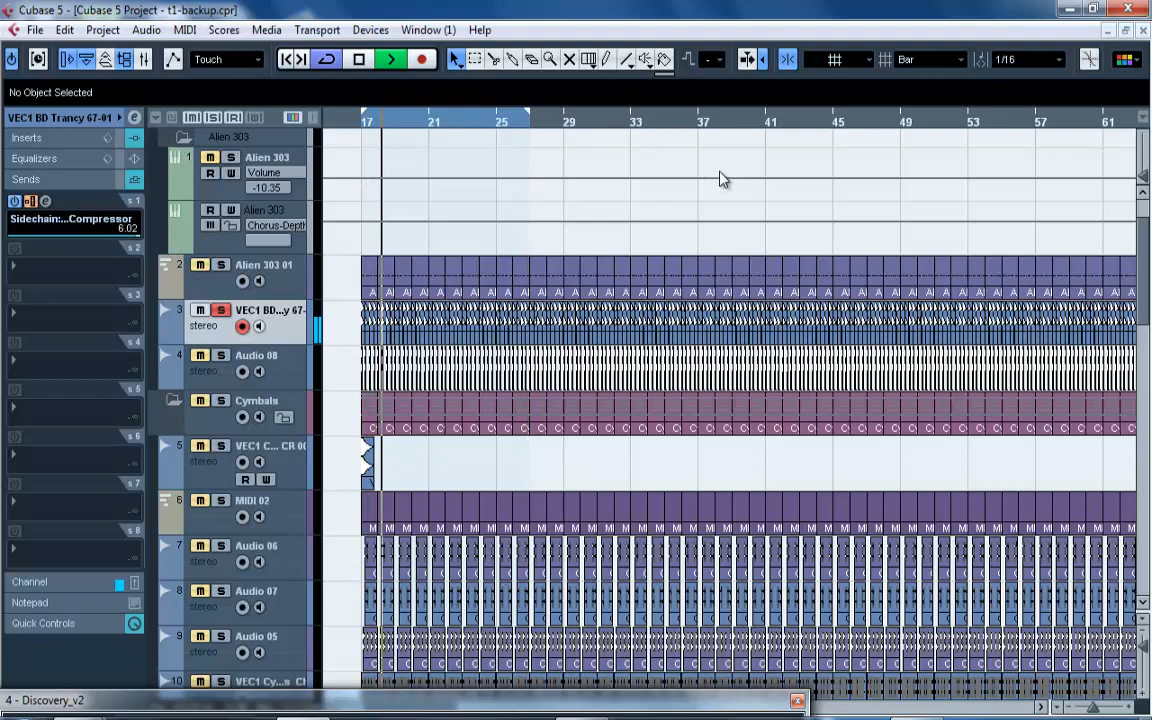 Cubase 5 - [Cubase 5 Project - t1-backup.cpr]
File Edit Project Audio MIDI Scores Media Transport Devices Window (1) Help
Touch - Bar 1/16
No Object Selected
VEC1 BD Trancy 67-01 e
[m] [S] [R] [w]
17 21 25 29 33 37 41 45 49 53 57 61
Inserts
Equalizers
Sends
s 1
Sidechain:...Compressor
6.02
s 2
s 3
s 4
s 5
s 6
s 7
s 8
Channel
Notepad
Quick Controls
Alien 303
1 m S Alien 303
R W Volume
-10.35
R W Alien 303
Chorus-Depth
2 m S Alien 303 01
3 m S VEC1 BD...y 67-
stereo
4 m S Audio 08
stereo
Cymbals
5 m S VEC1 C... CR 00
stereo
R W
6 m S MIDI 02
7 m S Audio 06
stereo
8 m S Audio 07
stereo
9 m S Audio 05
stereo
10 m S VEC1 Cy...s
4 - Discovery_v2